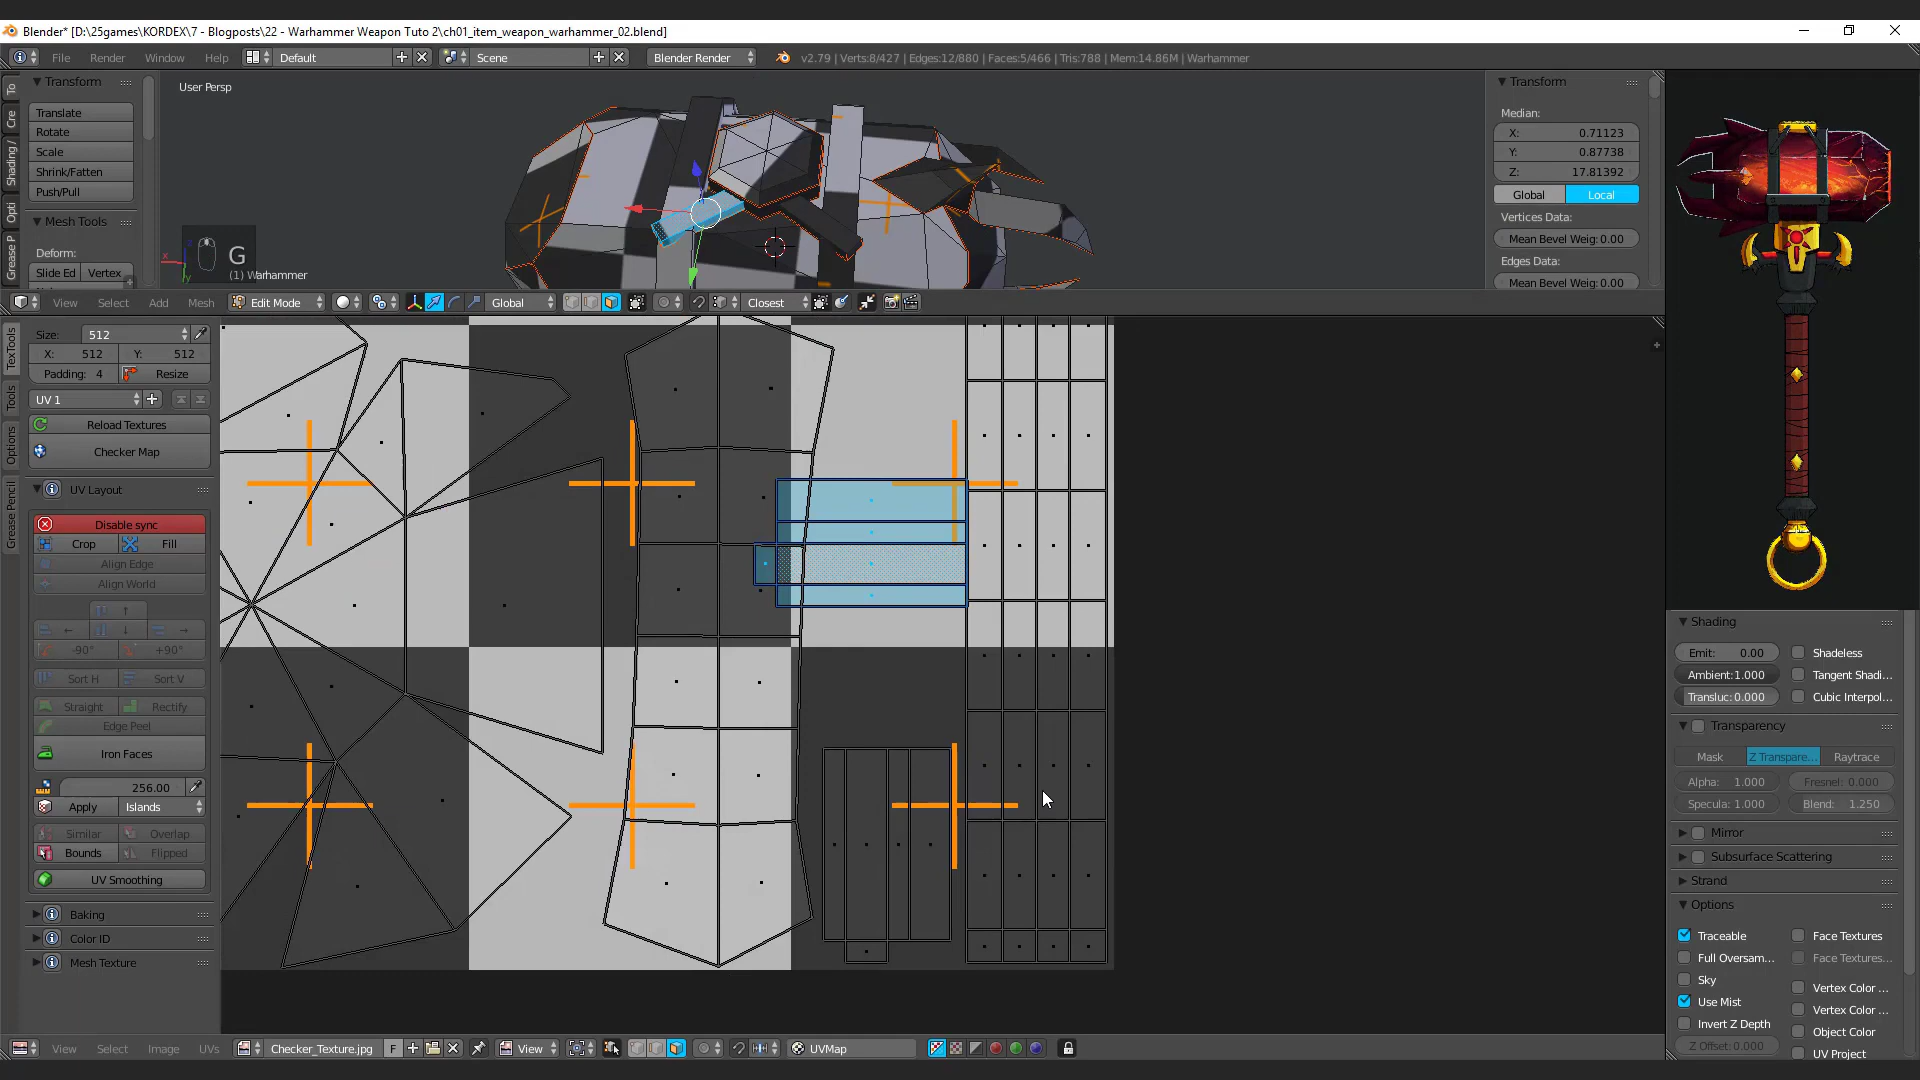 Blender* [D:\25games\KORDEX\7 - Blogposts\22 - Warhammer Weapon Tuto 2\ch01_item_weapon_warhammer_02.blend]
File Render Window Help Default Scene Blender Render v2.79 | Verts:8/427 | Edges:12/880 | Faces:5/466 | Tris:788 | Mem:14.86M | Warhammer
To
Cre
Shading /
Opti
Grease P
Transform
Translate
Rotate
Scale
Shrink/Fatten
Push/Pull
Mesh Tools
Deform:
Slide Ed Vertex
User Persp
G
(1) Warhammer
Transform
Median:
X: 0.71123
Y: 0.87738
Z: 17.81392
Global Local
Vertices Data:
Mean Bevel Weig: 0.00
Edges Data:
Mean Bevel Weig: 0.00
View Select Add Mesh Edit Mode Global Closest
TexTools
Tools
Options
Grease Pencil
Size: 512
X: 512 Y: 512
Padding: 4 Resize
UV 1
Reload Textures
Checker Map
UV Layout
Disable sync
Crop Fill
Align Edge
Align World
-90° +90°
Sort H Sort V
Straight Rectify
Edge Peel
Iron Faces
256.00
Apply Islands
Similar Overlap
Bounds Flipped
UV Smoothing
Baking
Color ID
Mesh Texture
View Select Image UVs Checker_Texture.jpg F View UVMap
Shading
Emit: 0.00 Shadeless
Ambient: 1.000 Tangent Shadi...
Transluc: 0.000 Cubic Interpol...
Transparency
Mask Z Transpare... Raytrace
Alpha: 1.000 Fresnel: 0.000
Specula: 1.000 Blend: 1.250
Mirror
Subsurface Scattering
Strand
Options
Traceable Face Textures
Full Oversam... Face Textures...
Sky Vertex Color ...
Use Mist Vertex Color ...
Invert Z Depth Object Color
Z Offset: 0.000 UV Project